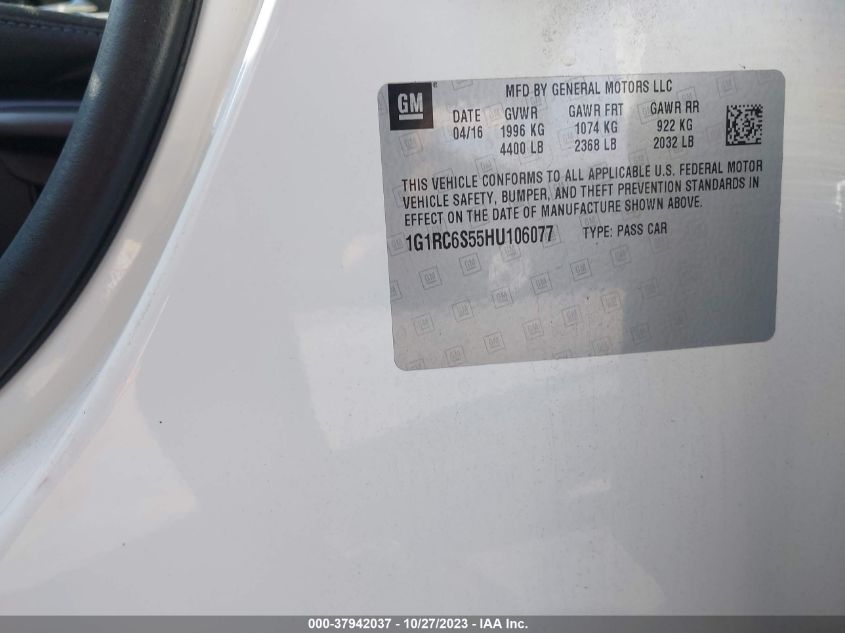 GM
MFD BY GENERAL MOTORS LLC
DATE GVWR GAWR FRT GAWR RR
04/16 1996 KG 1074 KG 922 KG
4400 LB 2368 LB 2032 LB
THIS VEHICLE CONFORMS TO ALL APPLICABLE U.S. FEDERAL MOTOR
VEHICLE SAFETY, BUMPER, AND THEFT PREVENTION STANDARDS IN
EFFECT ON THE DATE OF MANUFACTURE SHOWN ABOVE.
1G1RC6S55HU106077 TYPE: PASS CAR
000-37942037 - 10/27/2023 - IAA Inc.